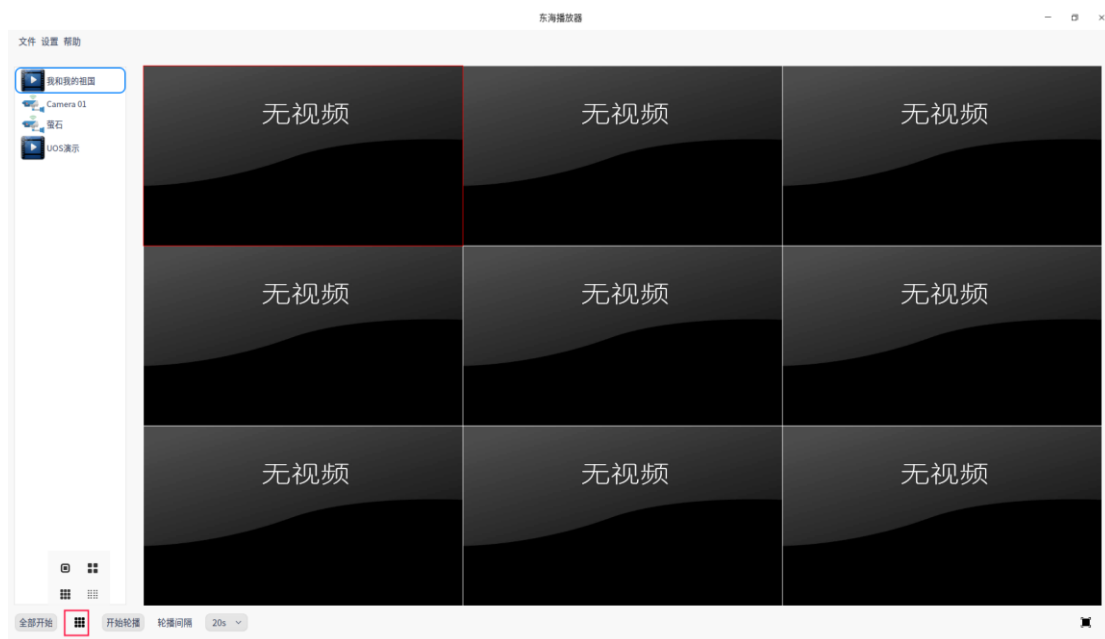 东海播放器
文件 设置 帮助
我和我的祖国
Camera 01
萤石
UOS演示
无视频 无视频 无视频
无视频 无视频 无视频
无视频 无视频 无视频
全部开始 开始轮播 轮播间隔 20s